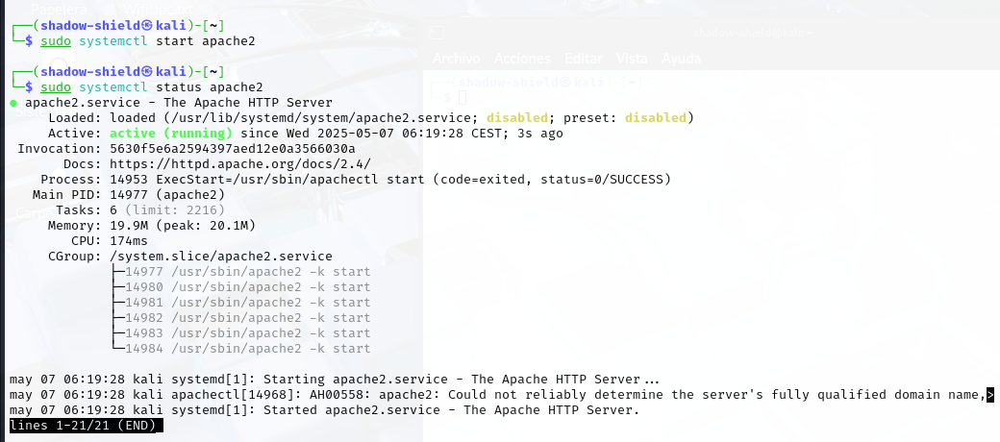 Papelera
┌──(shadow-shield㉿kali)-[~]
└─$ sudo systemctl start apache2
shadow-shield@kali: ~
Archivo Acciones Editar Vista Ayuda
┌──(shadow-shield㉿kali)-[~]
└─$ sudo systemctl status apache2
┌──(shadow-shield㉿kali)-[~]
└─$
● apache2.service - The Apache HTTP Server
Loaded: loaded (/usr/lib/systemd/system/apache2.service; disabled; preset: disabled)
Active: active (running) since Wed 2025-05-07 06:19:28 CEST; 3s ago
Invocation: 5630f5e6a2594397aed12e0a3566030a
Docs: https://httpd.apache.org/docs/2.4/
Process: 14953 ExecStart=/usr/sbin/apachectl start (code=exited, status=0/SUCCESS)
Main PID: 14977 (apache2)
Tasks: 6 (limit: 2216)
Memory: 19.9M (peak: 20.1M)
CPU: 174ms
CGroup: /system.slice/apache2.service
├─14977 /usr/sbin/apache2 -k start
├─14980 /usr/sbin/apache2 -k start
├─14981 /usr/sbin/apache2 -k start
├─14982 /usr/sbin/apache2 -k start
├─14983 /usr/sbin/apache2 -k start
└─14984 /usr/sbin/apache2 -k start
may 07 06:19:28 kali systemd[1]: Starting apache2.service - The Apache HTTP Server...
may 07 06:19:28 kali apachectl[14968]: AH00558: apache2: Could not reliably determine the server's fully qualified domain name,>
may 07 06:19:28 kali systemd[1]: Started apache2.service - The Apache HTTP Server.
lines 1-21/21 (END)